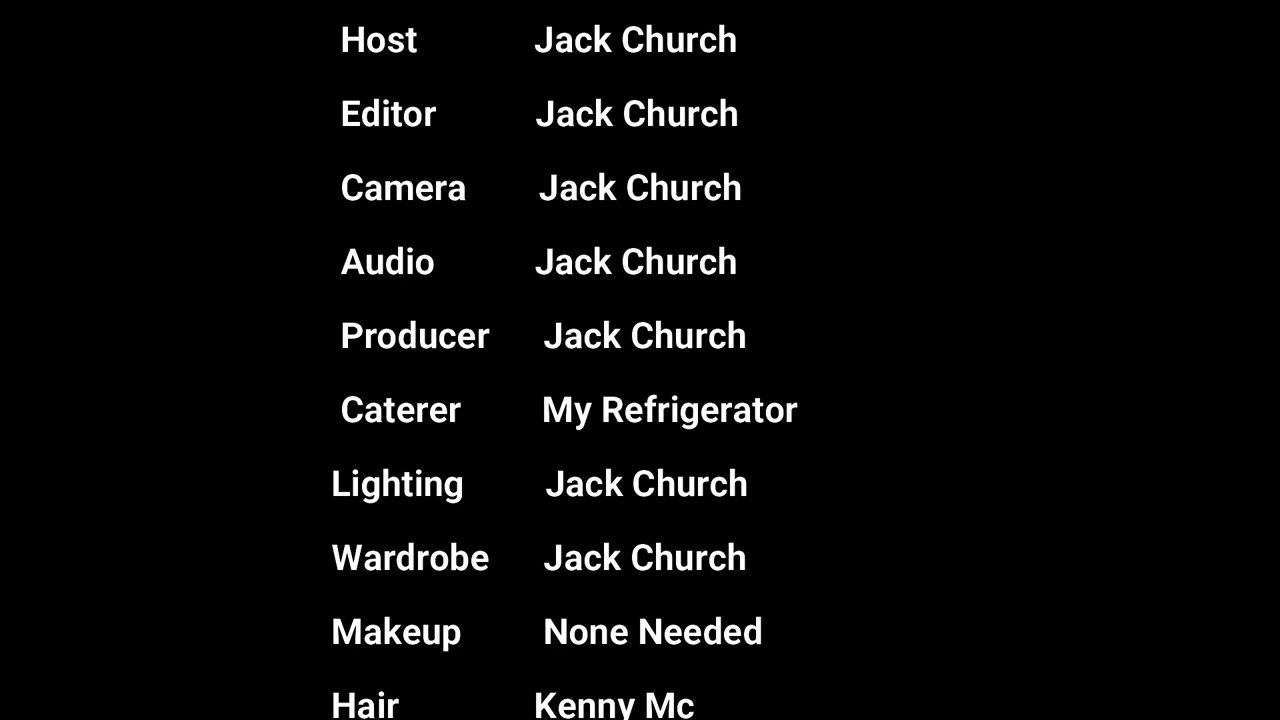 Host Jack Church
Editor Jack Church
Camera Jack Church
Audio Jack Church
Producer Jack Church
Caterer My Refrigerator
Lighting Jack Church
Wardrobe Jack Church
Makeup None Needed
Hair Kenny Mc